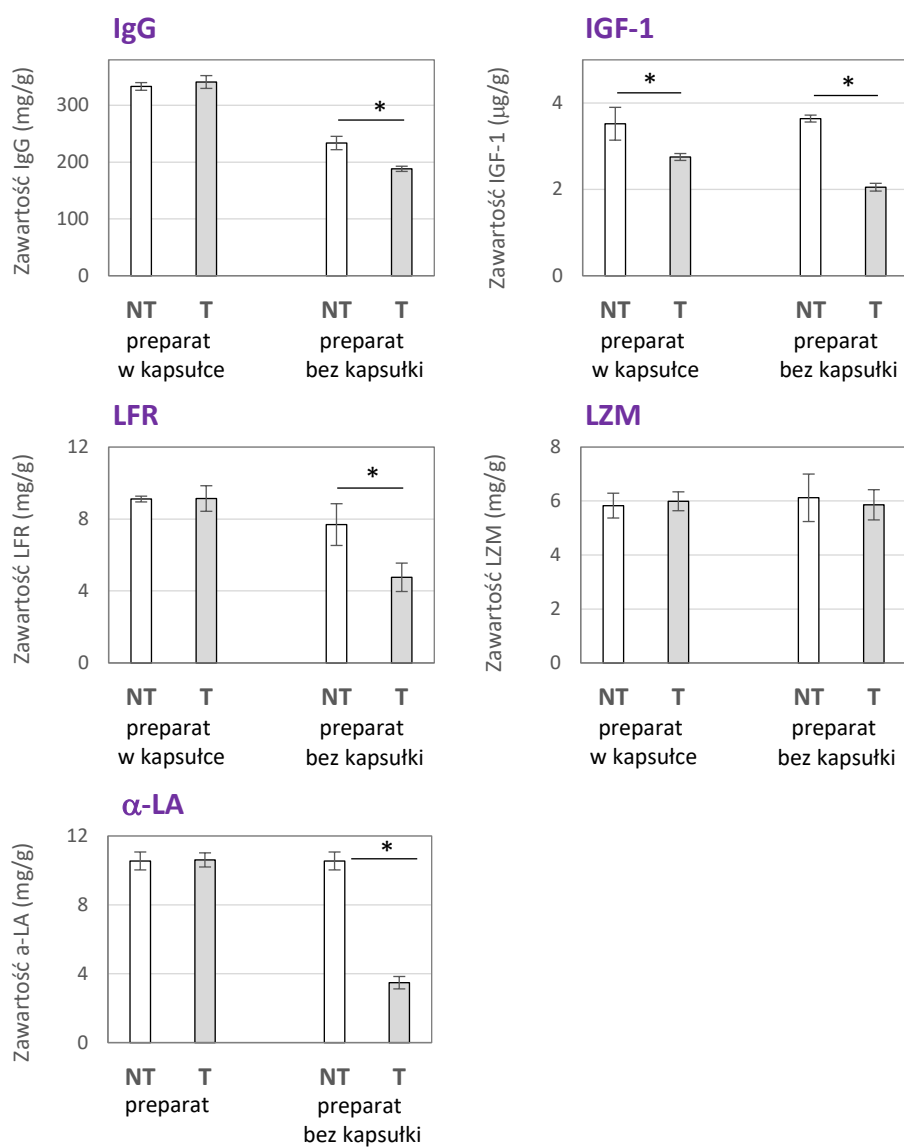 IgG
Zawartość IgG (mg/g)
300
200
100
0
*
NT T NT T
preparat
w kapsułce
preparat
bez kapsułki
IGF-1
Zawartość IGF-1 (µg/g)
4
2
0
*
*
NT T NT T
preparat
w kapsułce
preparat
bez kapsułki
LFR
Zawartość LFR (mg/g)
12
8
4
0
*
NT T NT T
preparat
w kapsułce
preparat
bez kapsułki
LZM
Zawartość LZM (mg/g)
8
6
4
2
0
NT T NT T
preparat
w kapsułce
preparat
bez kapsułki
α-LA
Zawartość a-LA (mg/g)
12
8
4
0
*
NT T NT T
preparat
preparat
bez kapsułki